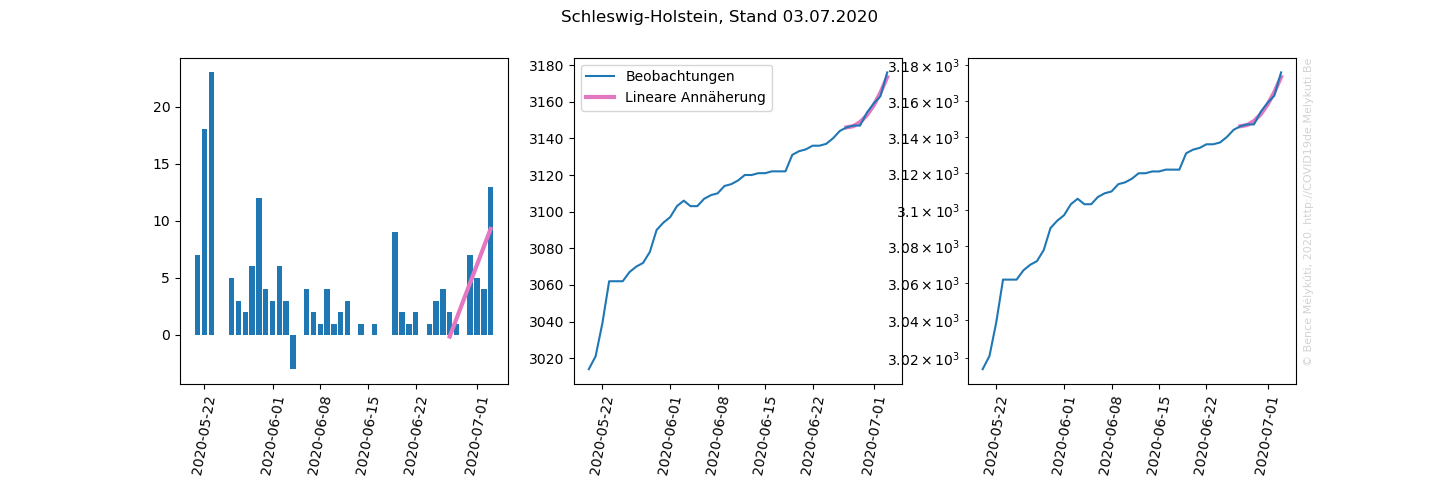 Schleswig-Holstein, Stand 03.07.2020
20
15
10
5
0
2020-05-22
2020-06-01
2020-06-08
2020-06-15
2020-06-22
2020-07-01
3180
3160
3140
3120
3100
3080
3060
3040
3020
Beobachtungen
Lineare Annäherung
2020-05-22
2020-06-01
2020-06-08
2020-06-15
2020-06-22
2020-07-01
3.18 × 10³
3.16 × 10³
3.14 × 10³
3.12 × 10³
3.1 × 10³
3.08 × 10³
3.06 × 10³
3.04 × 10³
3.02 × 10³
2020-05-22
2020-06-01
2020-06-08
2020-06-15
2020-06-22
2020-07-01
© Bence Mélykúti, 2020. http://COVID19de.Melykuti.Be